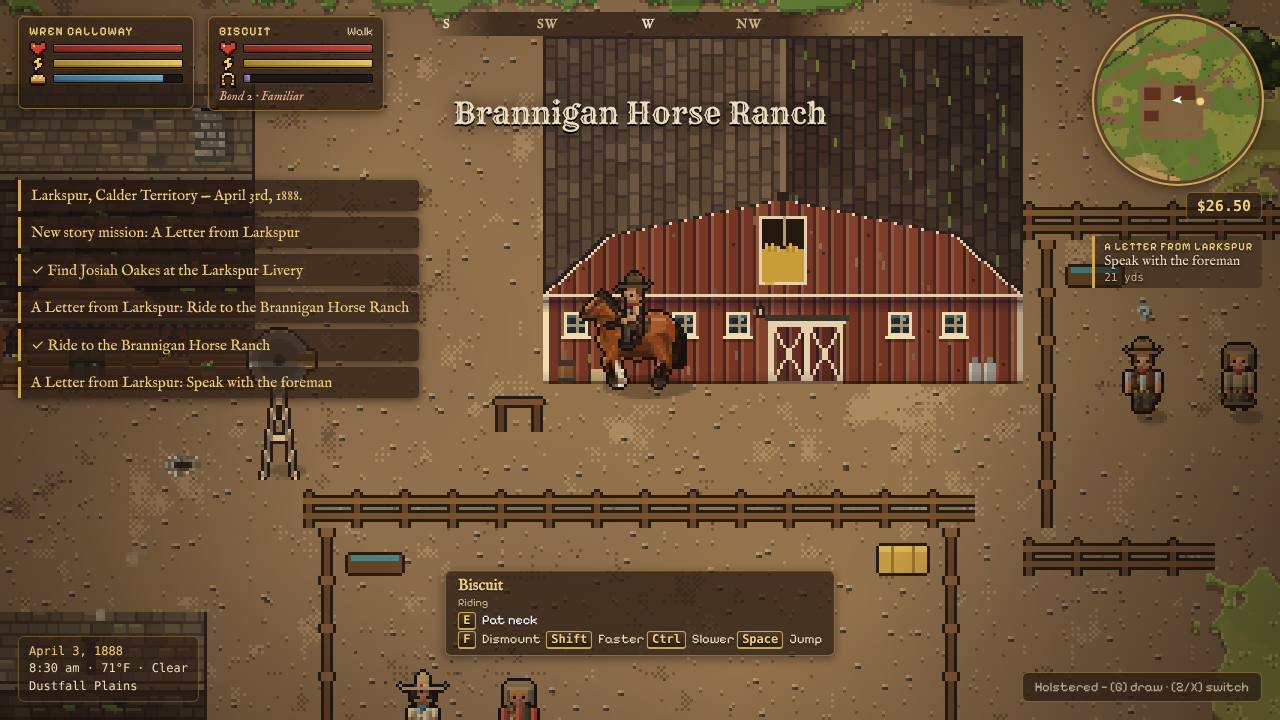 S SW W NW
WREN CALLOWAY
BISCUIT Walk
Bond 2 · Familiar
Brannigan Horse Ranch
Larkspur, Calder Territory — April 3rd, 1888.
New story mission: A Letter from Larkspur
✓ Find Josiah Oakes at the Larkspur Livery
A Letter from Larkspur: Ride to the Brannigan Horse Ranch
✓ Ride to the Brannigan Horse Ranch
A Letter from Larkspur: Speak with the foreman
$26.50
A LETTER FROM LARKSPUR
Speak with the foreman
21 yds
Biscuit
Riding
E Pat neck
F Dismount Shift Faster Ctrl Slower Space Jump
April 3, 1888
8:30 am · 71°F · Clear
Dustfall Plains
Holstered - (G) draw · (Z/X) switch